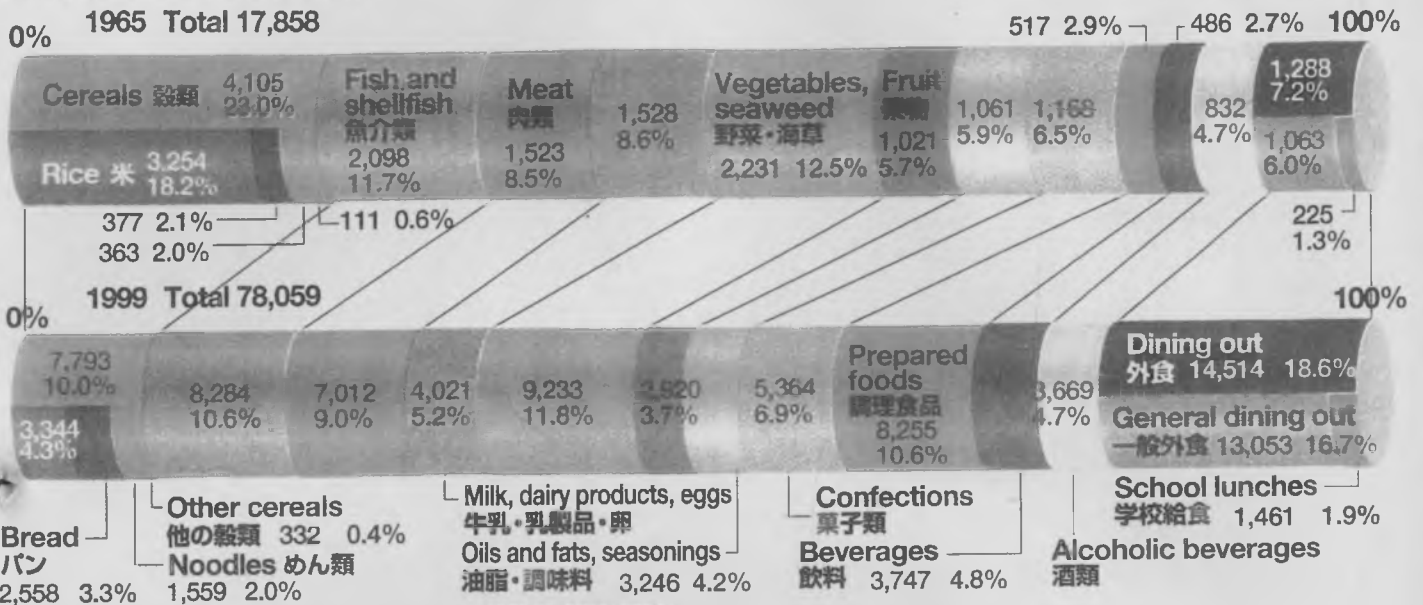 0%
1965 Total 17,858
517 2.9%
486 2.7%
100%
Cereals 穀類 4,105
23.0%
Rice 米 3.254
18.2%
Fish and
shellfish
魚介類
2,098
11.7%
Meat
肉類
1,523
8.5%
1,528
8.6%
Vegetables,
seaweed
野菜・海草
2,231 12.5%
Fruit
果物
1,021
5.7%
1,061
5.9%
1,168
6.5%
832
4.7%
1,288
7.2%
1,063
6.0%
377 2.1%
363 2.0%
111 0.6%
225
1.3%
0%
1999 Total 78,059
100%
7,793
10.0%
3,344
4.3%
8,284
10.6%
7,012
9.0%
4,021
5.2%
9,233
11.8%
2,920
3.7%
5,364
6.9%
Prepared
foods
調理食品
8,255
10.6%
3,669
4.7%
Dining out
外食 14,514 18.6%
General dining out
一般外食 13,053 16.7%
Bread
パン
2,558 3.3%
Other cereals
他の穀類 332 0.4%
Noodles めん類
1,559 2.0%
Milk, dairy products, eggs
牛乳・乳製品・卵
Oils and fats, seasonings
油脂・調味料 3,246 4.2%
Confections
菓子類
Beverages
飲料 3,747 4.8%
Alcoholic beverages
酒類
School lunches
学校給食 1,461 1.9%